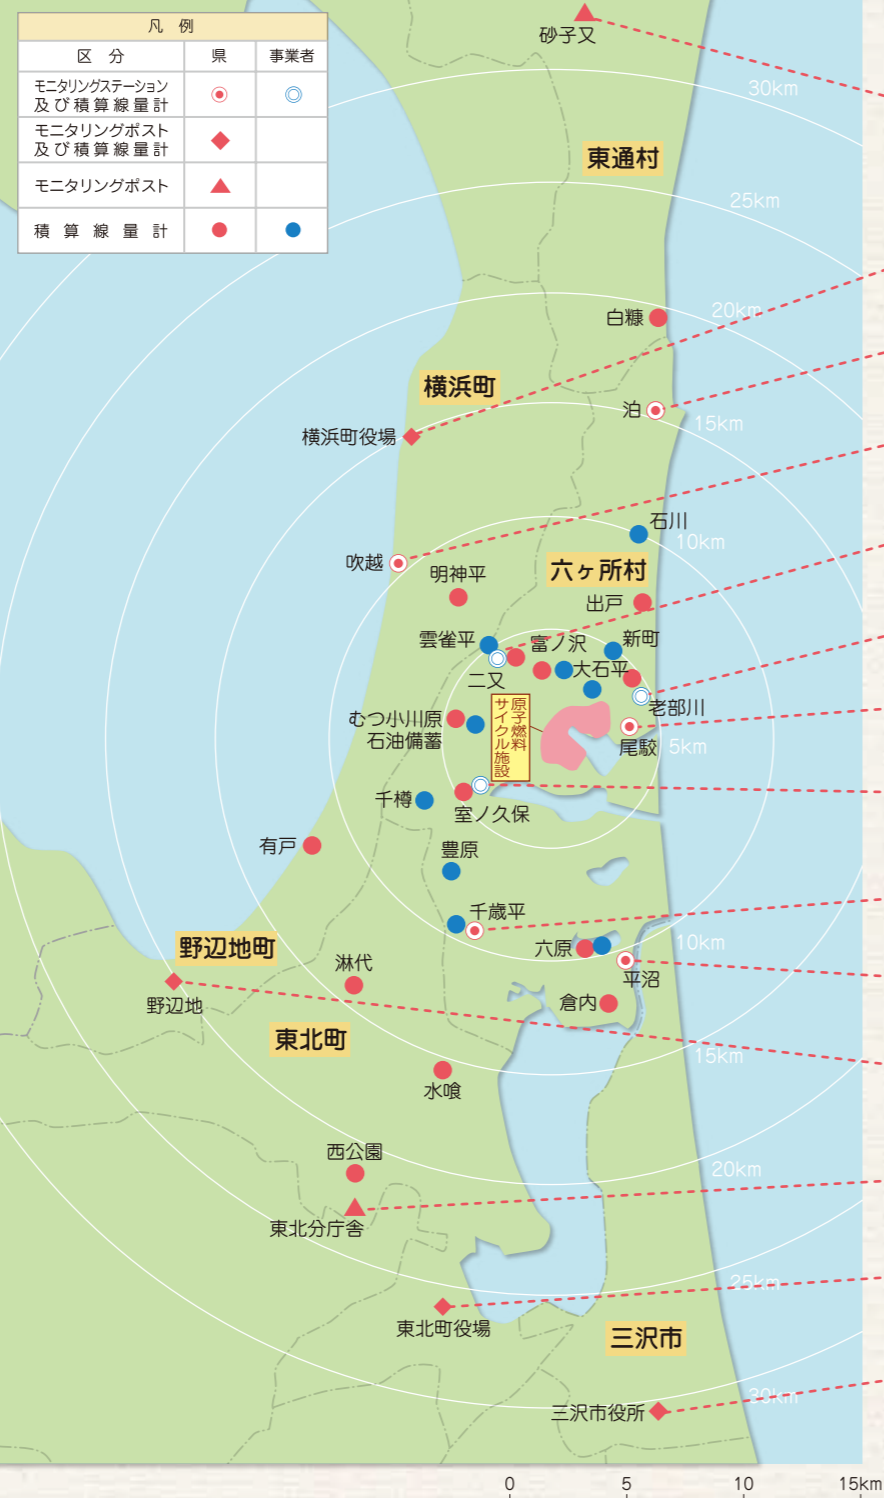 凡 例
区 分 県 事業者
モニタリングステーション
及び積算線量計
モニタリングポスト
及び積算線量計
モニタリングポスト
積 算 線 量 計
砂子又
30km
東通村
25km
20km
白糠
横浜町
泊
15km
横浜町役場
石川
10km
吹越
六ヶ所村
明神平
出戸
雲雀平
富ノ沢
新町
二又
大石平
原子燃料
サイクル施設
老部川
むつ小川原
石油備蓄
尾駮
5km
千樽
室ノ久保
有戸
豊原
千歳平
野辺地町
六原
10km
淋代
平沼
野辺地
倉内
東北町
15km
水喰
西公園
20km
東北分庁舎
25km
東北町役場
三沢市
30km
三沢市役所
0 5 10 15km